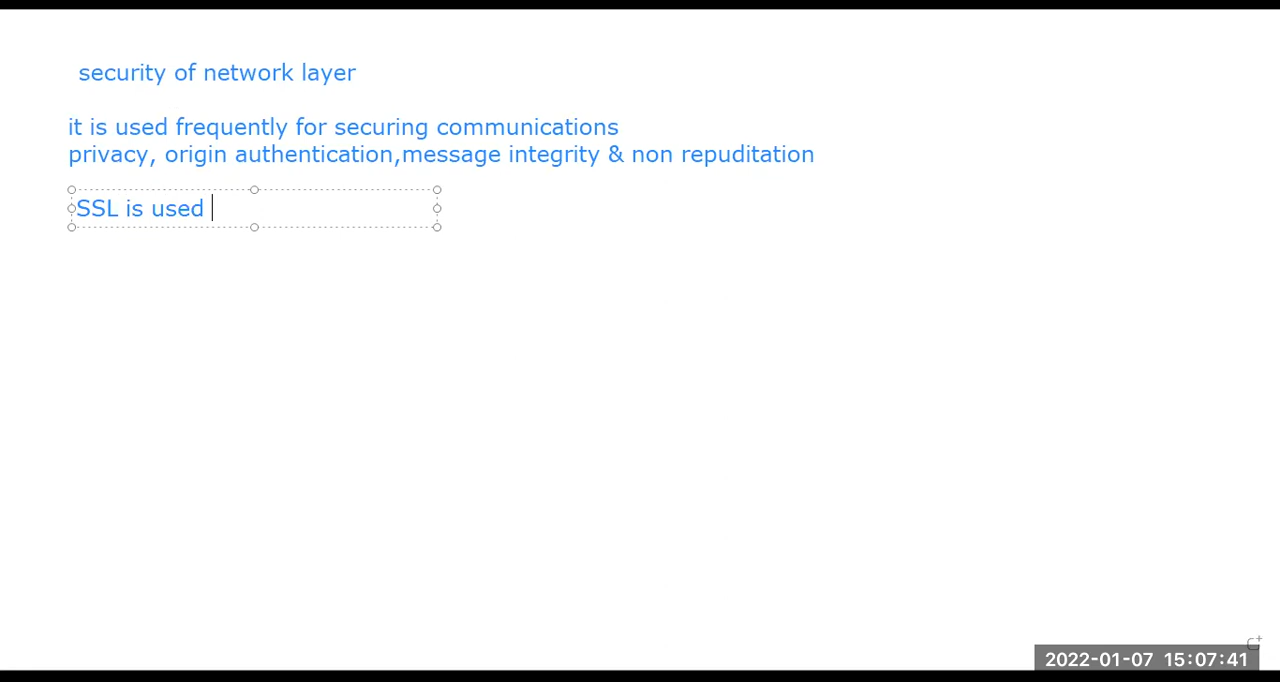 security of network layer
it is used frequently for securing communications
privacy, origin authentication,message integrity & non repuditation
SSL is used
2022-01-07 15:07:41